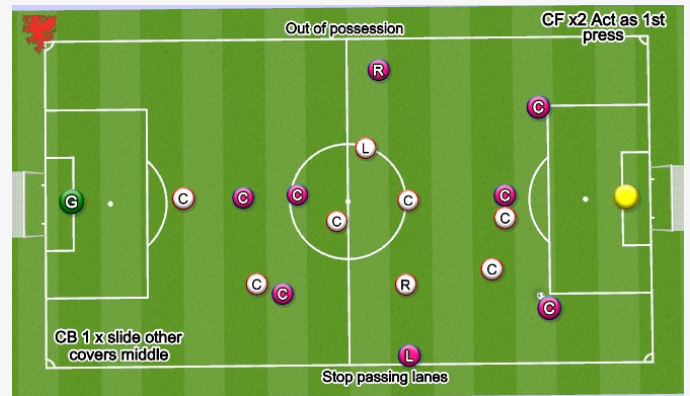 Out of possession
CF x2 Act as 1st
press
R
C
L
G
C
C
C
C
C
C
C
C
C
C
R
C
C
CB 1 x slide other
covers middle
L
Stop passing lanes